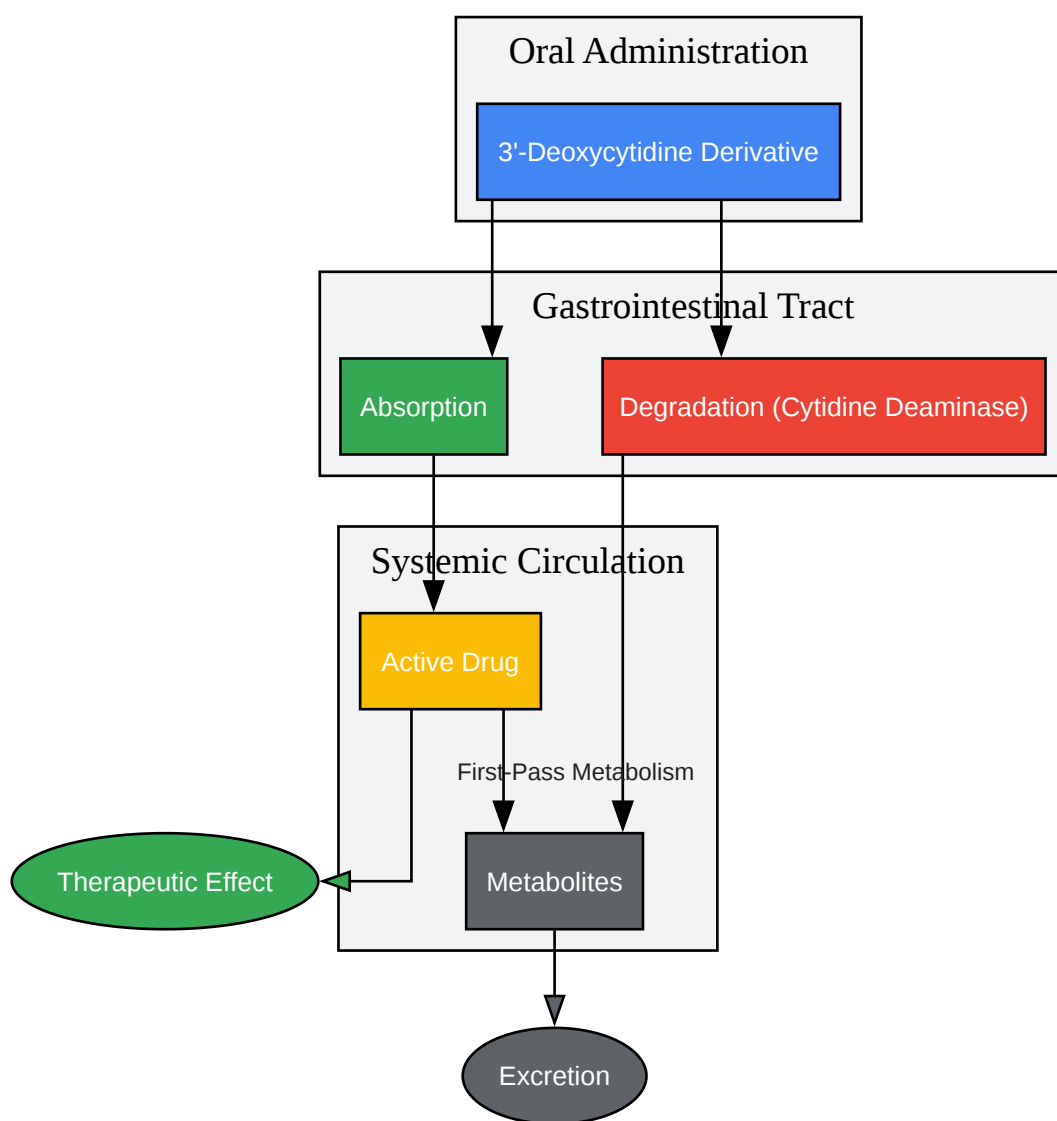 Oral Administration
3'-Deoxycytidine Derivative
Gastrointestinal Tract
Absorption
Degradation (Cytidine Deaminase)
Systemic Circulation
Active Drug
First-Pass Metabolism
Therapeutic Effect
Metabolites
Excretion